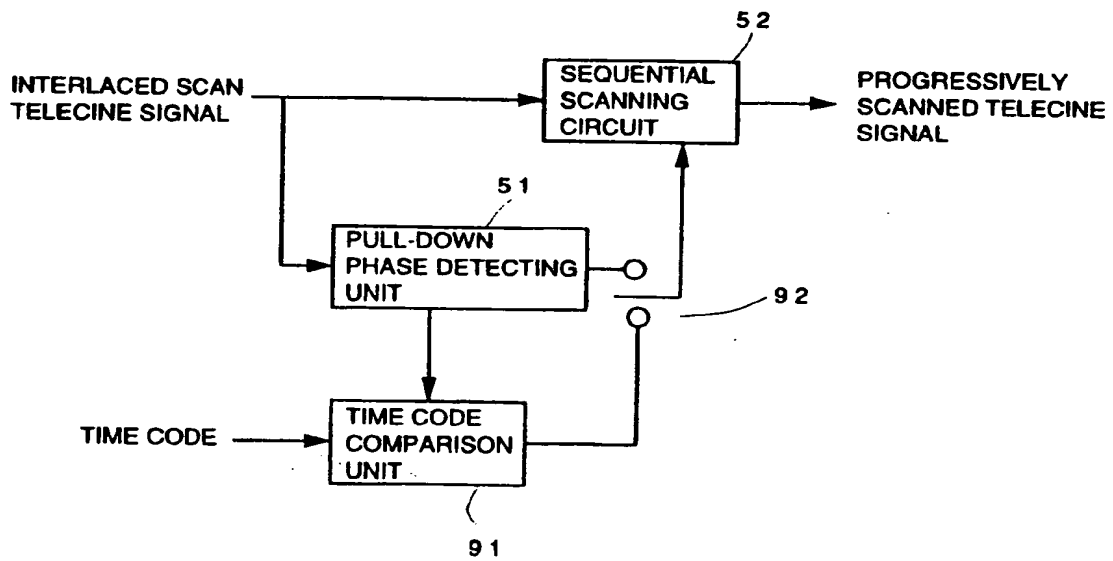 52
INTERLACED SCAN
TELECINE SIGNAL
SEQUENTIAL
SCANNING
CIRCUIT
PROGRESSIVELY
SCANNED TELECINE
SIGNAL
51
PULL-DOWN
PHASE DETECTING
UNIT
92
TIME CODE
TIME CODE
COMPARISON
UNIT
91